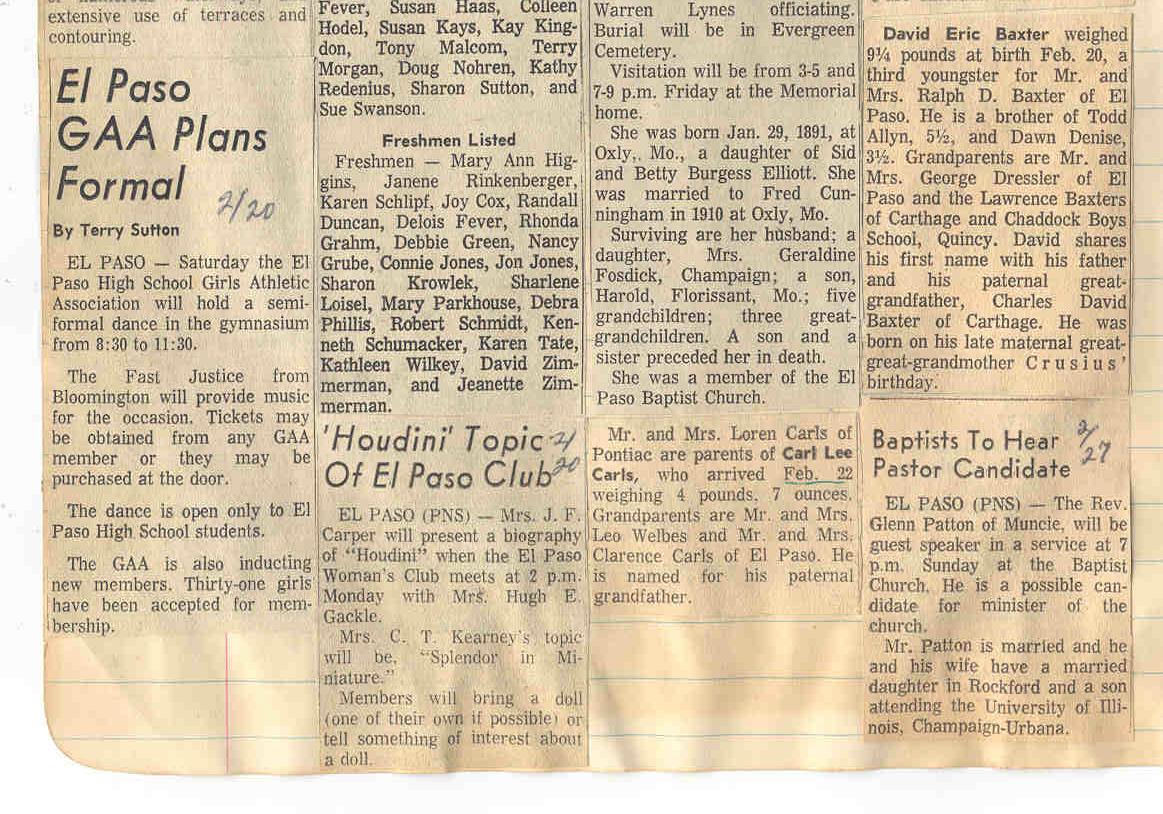 extensive use of terraces and
contouring.
El Paso
GAA Plans
Formal
2/20
By Terry Sutton
EL PASO — Saturday the El
Paso High School Girls Athletic
Association will hold a semi-
formal dance in the gymnasium
from 8:30 to 11:30.
The Fast Justice from
Bloomington will provide music
for the occasion. Tickets may
be obtained from any GAA
member or they may be
purchased at the door.
The dance is open only to El
Paso High School students.
The GAA is also inducting
new members. Thirty-one girls
have been accepted for mem-
bership.
Fever, Susan Haas, Colleen
Hodel, Susan Kays, Kay King-
don, Tony Malcom, Terry
Morgan, Doug Nohren, Kathy
Redenius, Sharon Sutton, and
Sue Swanson.
Freshmen Listed
Freshmen — Mary Ann Hig-
gins, Janene Rinkenberger,
Karen Schlipf, Joy Cox, Randall
Duncan, Delois Fever, Rhonda
Grahm, Debbie Green, Nancy
Grube, Connie Jones, Jon Jones,
Sharon Krowlek, Sharlene
Loisel, Mary Parkhouse, Debra
Phillis, Robert Schmidt, Ken-
neth Schumacker, Karen Tate,
Kathleen Wilkey, David Zim-
merman, and Jeanette Zim-
merman.
'Houdini' Topic
Of El Paso Club
2/20
EL PASO (PNS) — Mrs. J. F.
Carper will present a biography
of "Houdini" when the El Paso
Woman's Club meets at 2 p.m.
Monday with Mrs. Hugh E.
Gackle.
Mrs. C. T. Kearney's topic
will be, "Splendor in Mi-
niature."
Members will bring a doll
(one of their own if possible) or
tell something of interest about
a doll.
Warren Lynes officiating.
Burial will be in Evergreen
Cemetery.
Visitation will be from 3-5 and
7-9 p.m. Friday at the Memorial
home.
She was born Jan. 29, 1891, at
Oxly,. Mo., a daughter of Sid
and Betty Burgess Elliott. She
was married to Fred Cun-
ningham in 1910 at Oxly, Mo.
Surviving are her husband; a
daughter, Mrs. Geraldine
Fosdick, Champaign; a son,
Harold, Florissant, Mo.; five
grandchildren; three great-
grandchildren. A son and a
sister preceded her in death.
She was a member of the El
Paso Baptist Church.
Mr. and Mrs. Loren Carls of
Pontiac are parents of Carl Lee
Carls, who arrived Feb. 22
weighing 4 pounds, 7 ounces.
Grandparents are Mr. and Mrs.
Leo Welbes and Mr. and Mrs.
Clarence Carls of El Paso. He
is named for his paternal
grandfather.
David Eric Baxter weighed
9¼ pounds at birth Feb. 20, a
third youngster for Mr. and
Mrs. Ralph D. Baxter of El
Paso. He is a brother of Todd
Allyn, 5½, and Dawn Denise,
3½. Grandparents are Mr. and
Mrs. George Dressler of El
Paso and the Lawrence Baxters
of Carthage and Chaddock Boys
School, Quincy. David shares
his first name with his father
and his paternal great-
grandfather, Charles David
Baxter of Carthage. He was
born on his late maternal great-
great-grandmother Crusius'
birthday.
Baptists To Hear
Pastor Candidate
2/27
EL PASO (PNS) — The Rev.
Glenn Patton of Muncie, will be
guest speaker in a service at 7
p.m. Sunday at the Baptist
Church. He is a possible can-
didate for minister of the
church.
Mr. Patton is married and he
and his wife have a married
daughter in Rockford and a son
attending the University of Illi-
nois, Champaign-Urbana.